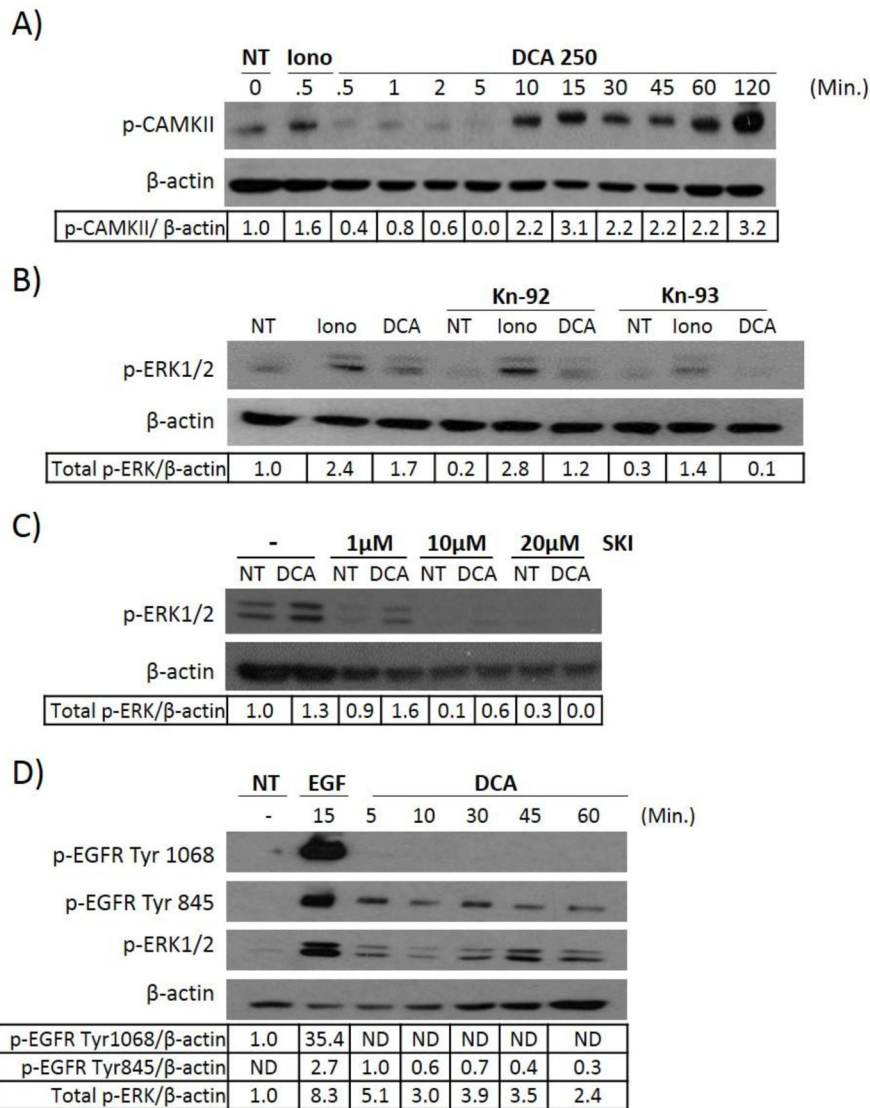 A)
NT Iono DCA 250
0 .5 .5 1 2 5 10 15 30 45 60 120 (Min.)
p-CAMKII
β-actin
p-CAMKII/ β-actin 1.0 1.6 0.4 0.8 0.6 0.0 2.2 3.1 2.2 2.2 2.2 3.2
B)
Kn-92 Kn-93
NT Iono DCA NT Iono DCA NT Iono DCA
p-ERK1/2
β-actin
Total p-ERK/β-actin 1.0 2.4 1.7 0.2 2.8 1.2 0.3 1.4 0.1
C)
- 1µM 10µM 20µM SKI
NT DCA NT DCA NT DCA NT DCA
p-ERK1/2
β-actin
Total p-ERK/β-actin 1.0 1.3 0.9 1.6 0.1 0.6 0.3 0.0
D)
NT EGF DCA
- 15 5 10 30 45 60 (Min.)
p-EGFR Tyr 1068
p-EGFR Tyr 845
p-ERK1/2
β-actin
p-EGFR Tyr1068/β-actin 1.0 35.4 ND ND ND ND ND
p-EGFR Tyr845/β-actin ND 2.7 1.0 0.6 0.7 0.4 0.3
Total p-ERK/β-actin 1.0 8.3 5.1 3.0 3.9 3.5 2.4